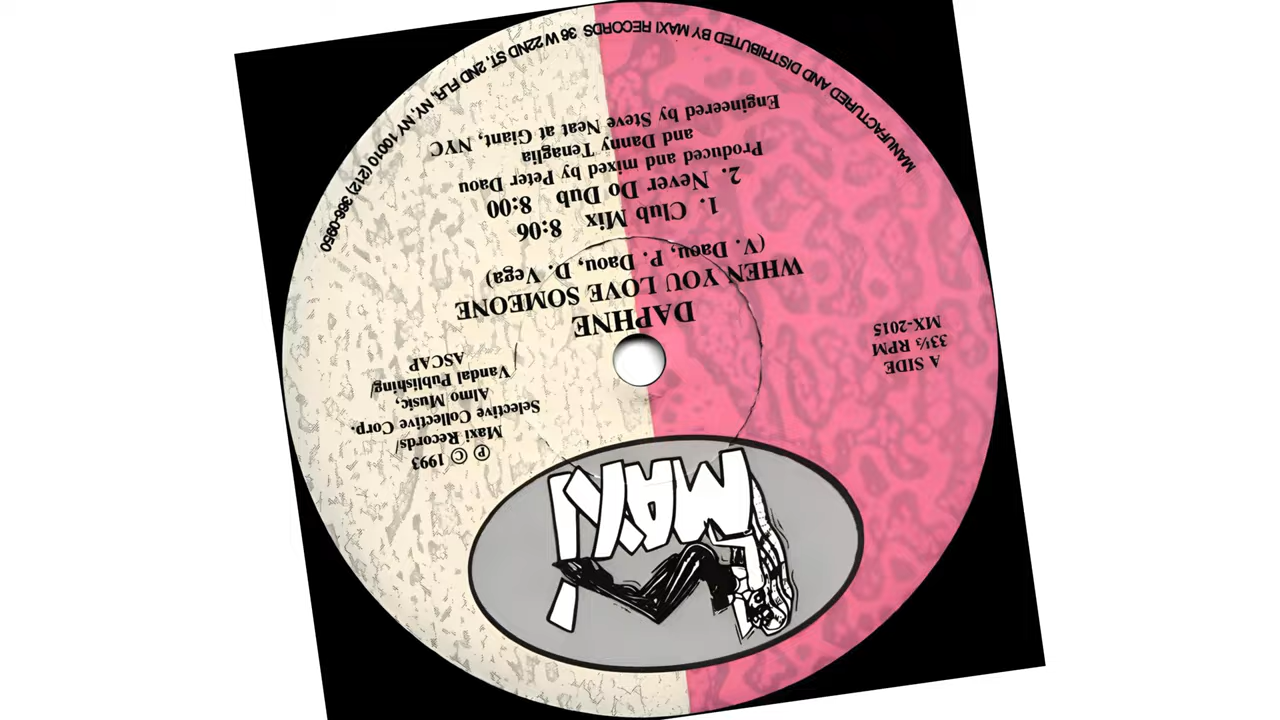 MAXI
℗ © 1993
Maxi Records/
Selective Collective Corp.
Almo Music,
Vandal Publishing/
ASCAP
A SIDE
33⅓ RPM
MX-2015
DAPHNE
WHEN YOU LOVE SOMEONE
(V. Daou, P. Daou, D. Vega)
1. Club Mix 8:06
2. Never Do Dub 8:00
Produced and mixed by Peter Daou
and Danny Tenaglia
Engineered by Steve Neat at Giant, NYC
MANUFACTURED AND DISTRIBUTED BY MAXI RECORDS 36 W 22ND ST, 2ND FLR, NY, NY 10010 (212) 366-0950